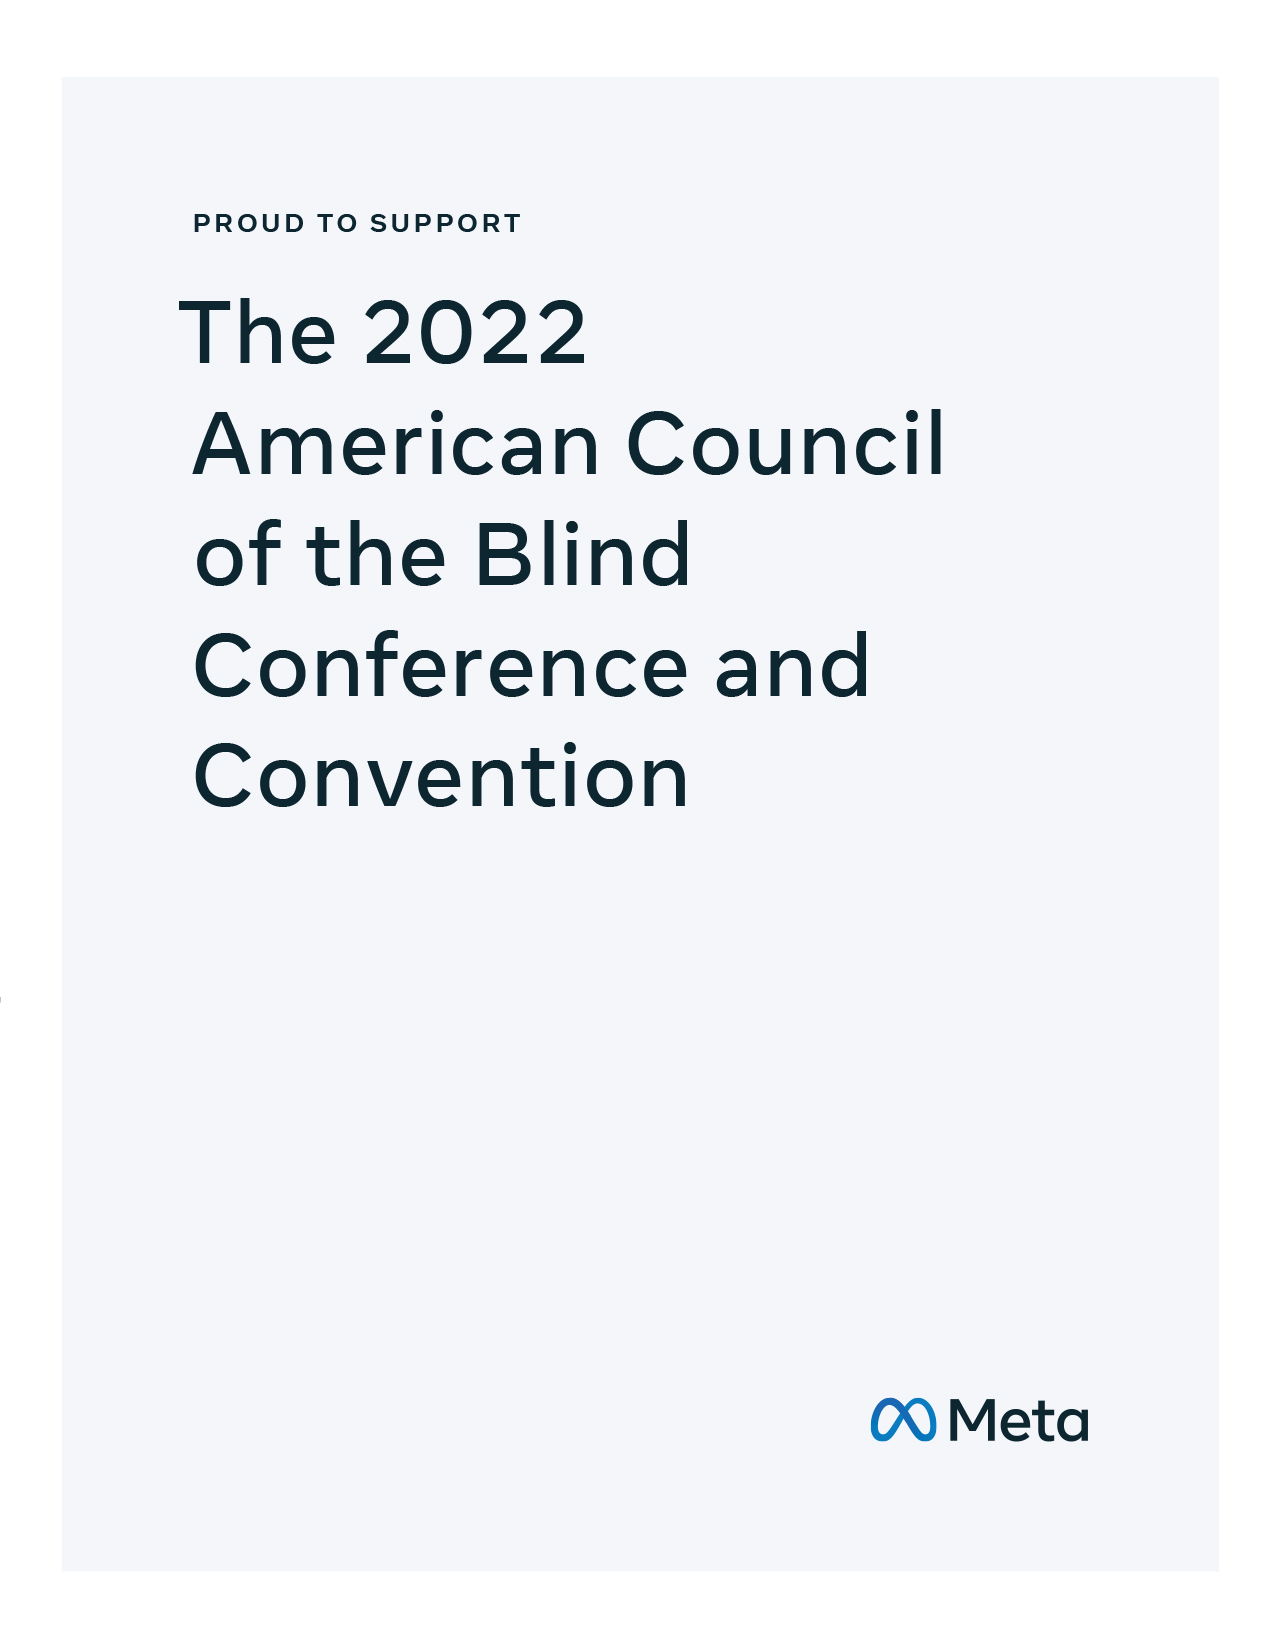 PROUD TO SUPPORT
The 2022
American Council
of the Blind
Conference and
Convention
Meta